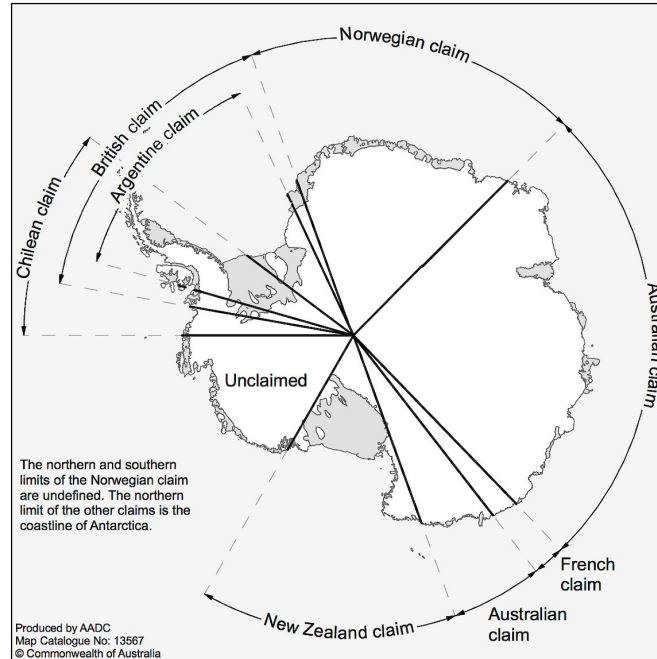 Norwegian claim
British claim
Argentine claim
Chilean claim
Australian claim
Unclaimed
The northern and southern
limits of the Norwegian claim
are undefined. The northern
limit of the other claims is the
coastline of Antarctica.
French
claim
Australian
claim
New Zealand claim
Produced by AADC
Map Catalogue No: 13567
© Commonwealth of Australia